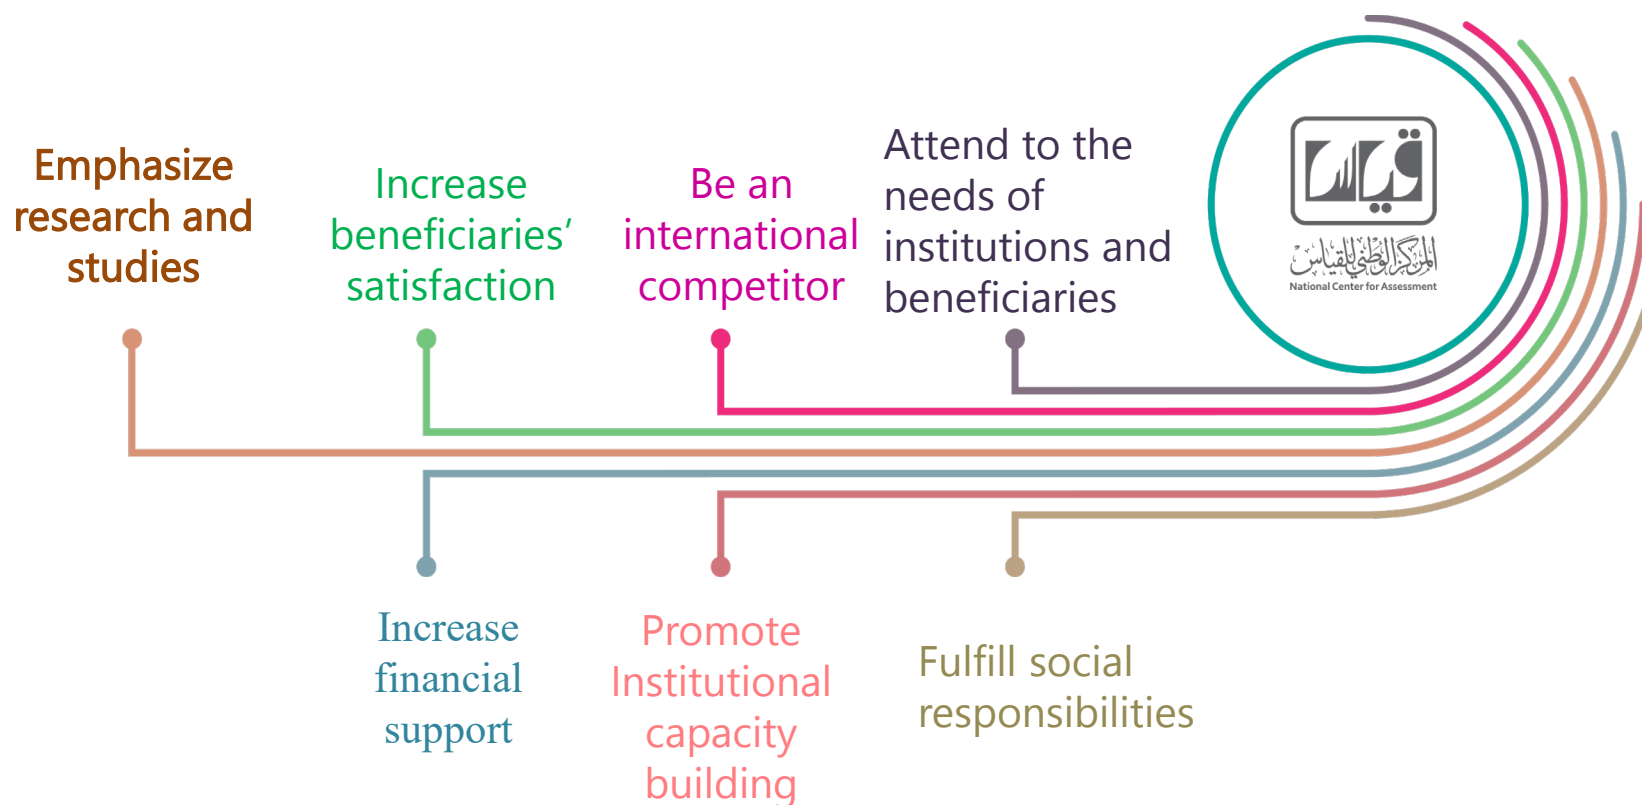 Emphasize
research and
studies
Increase
beneficiaries’
satisfaction
Be an
international
competitor
Attend to the
needs of
institutions and
beneficiaries
قياس
المركز الوطني للقياس
National Center for Assessment
Increase
financial
support
Promote
Institutional
capacity
building
Fulfill social
responsibilities